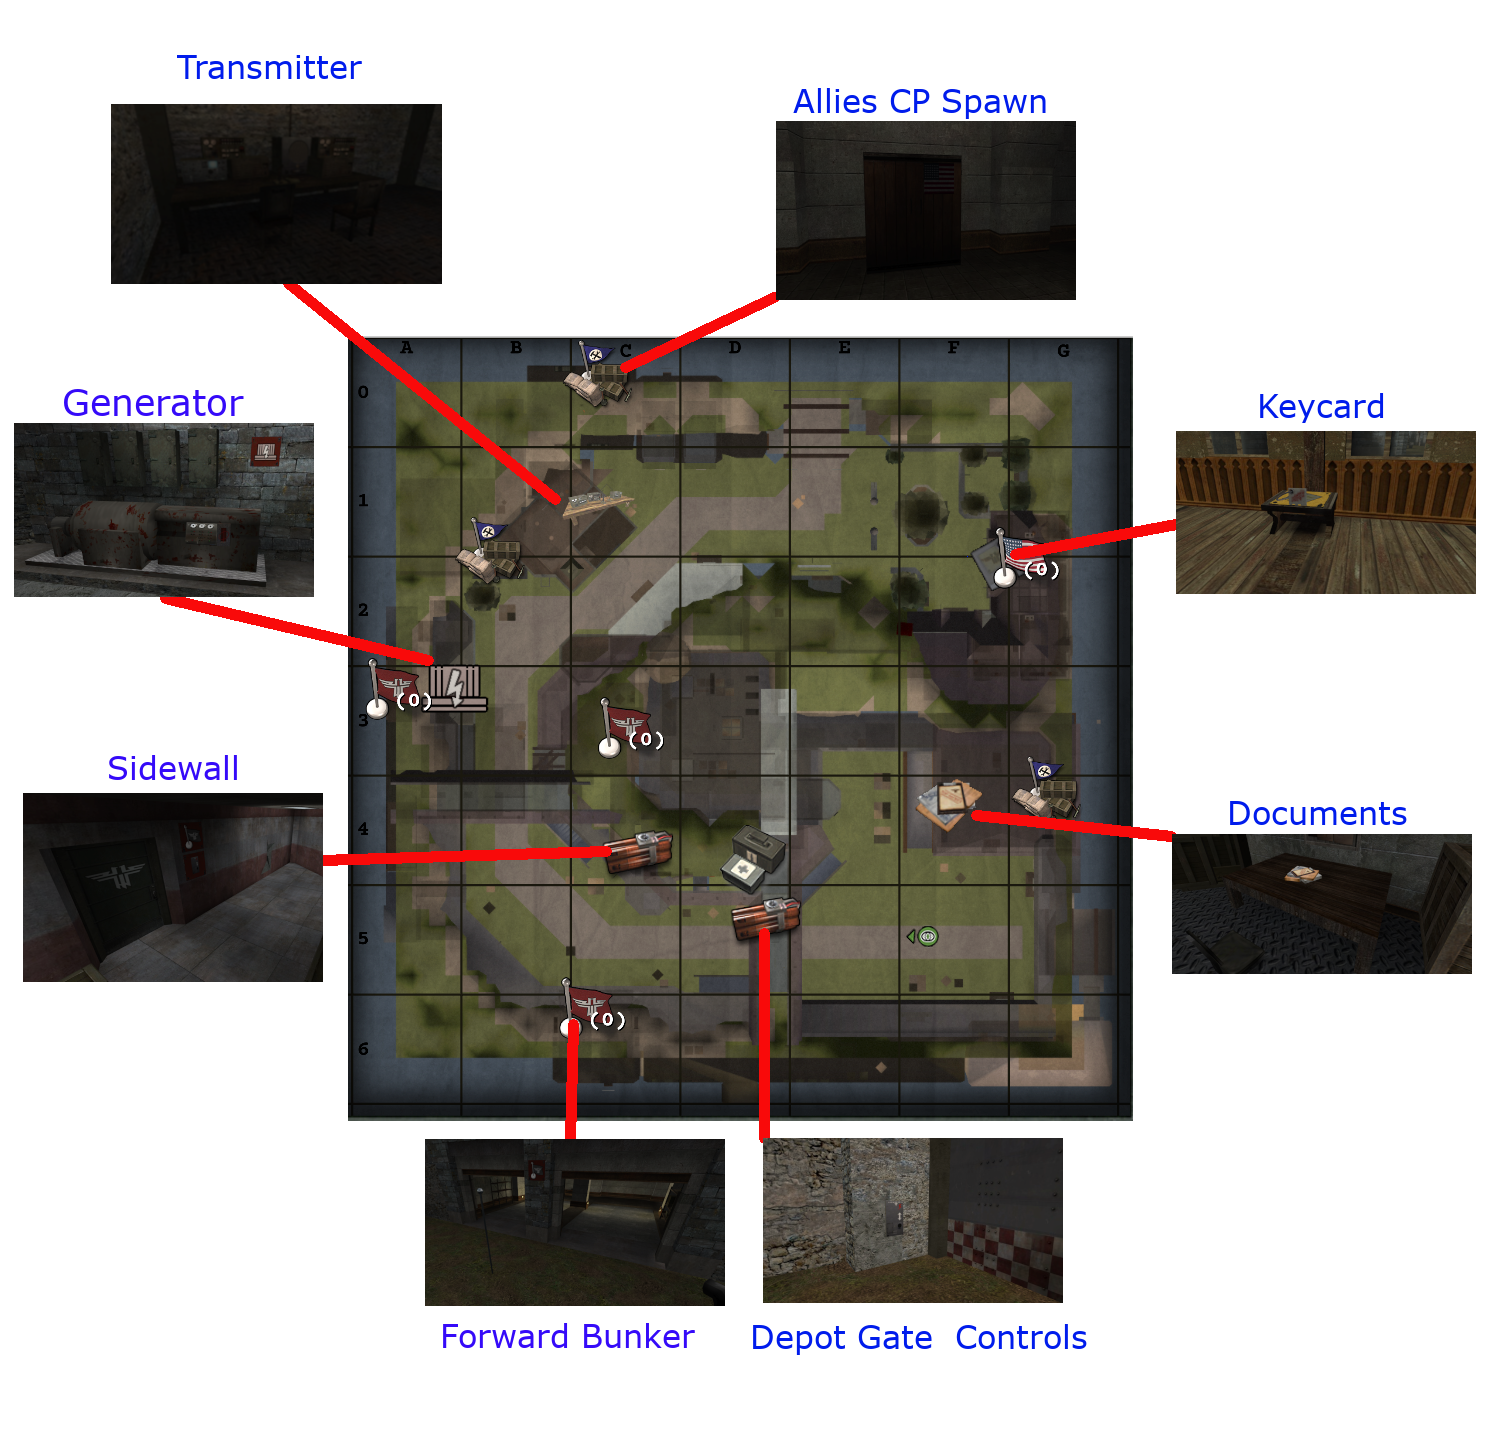 Transmitter
Allies CP Spawn
A B C D E F G
0
Generator
Keycard
1
(0)
2
(0)
3
(0)
Sidewall
Documents
4
5
(0)
6
Forward Bunker
Depot Gate Controls